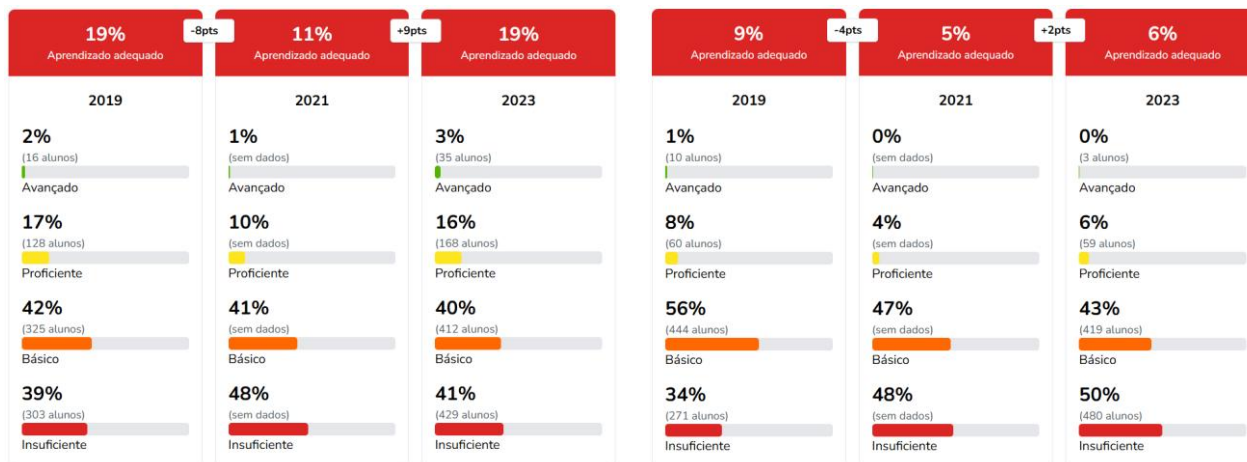 19%
Aprendizado adequado
-8pts
11%
Aprendizado adequado
+9pts
19%
Aprendizado adequado
2019
2%
(16 alunos)
Avançado
17%
(128 alunos)
Proficiente
42%
(325 alunos)
Básico
39%
(303 alunos)
Insuficiente
2021
1%
(sem dados)
Avançado
10%
(sem dados)
Proficiente
41%
(sem dados)
Básico
48%
(sem dados)
Insuficiente
2023
3%
(35 alunos)
Avançado
16%
(168 alunos)
Proficiente
40%
(412 alunos)
Básico
41%
(429 alunos)
Insuficiente
9%
Aprendizado adequado
-4pts
5%
Aprendizado adequado
+2pts
6%
Aprendizado adequado
2019
1%
(10 alunos)
Avançado
8%
(60 alunos)
Proficiente
56%
(444 alunos)
Básico
34%
(271 alunos)
Insuficiente
2021
0%
(sem dados)
Avançado
4%
(sem dados)
Proficiente
47%
(sem dados)
Básico
48%
(sem dados)
Insuficiente
2023
0%
(3 alunos)
Avançado
6%
(59 alunos)
Proficiente
43%
(419 alunos)
Básico
50%
(480 alunos)
Insuficiente